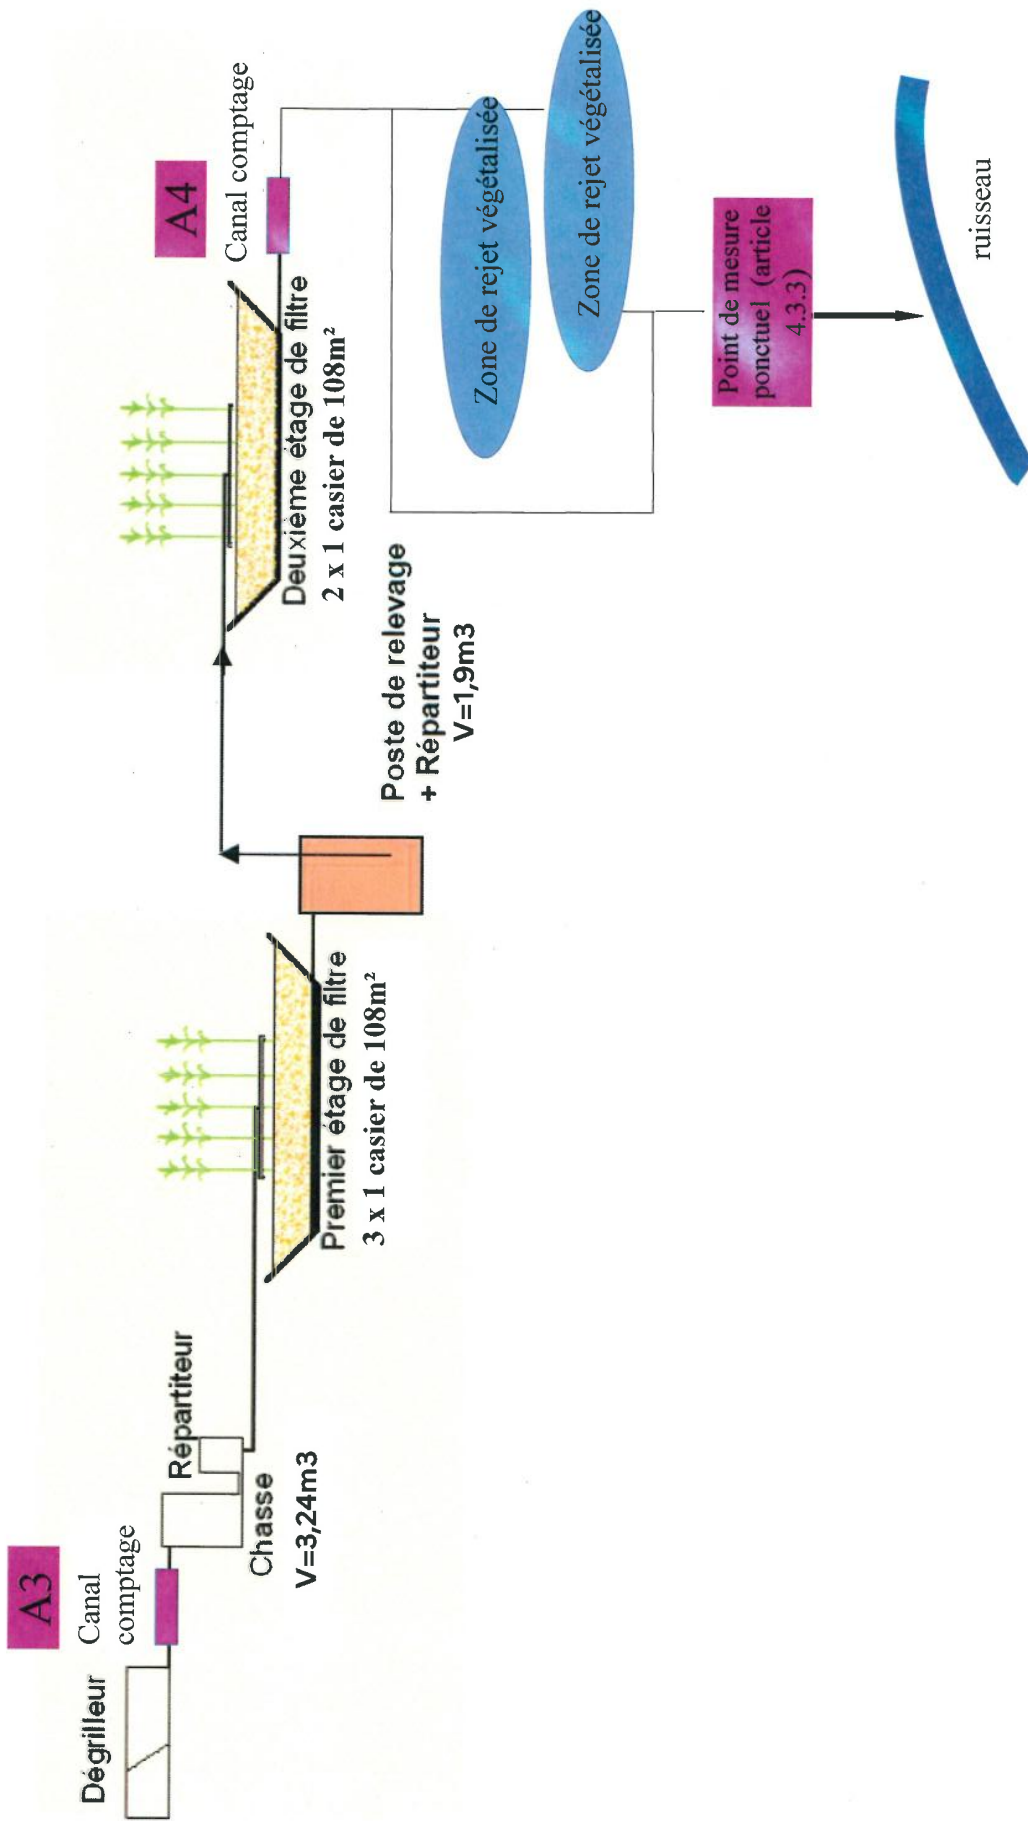 A3
Canal
comptage
Dégrilleur
Répartiteur
Chasse
V=3,24m3
Premier étage de filtre
3 x 1 casier de 108m²
Poste de relevage
+ Répartiteur
V=1,9m3
Deuxième étage de filtre
2 x 1 casier de 108m²
A4
Canal comptage
Zone de rejet végétalisée
Zone de rejet végétalisée
Point de mesure
ponctuel (article
4.3.3)
ruisseau